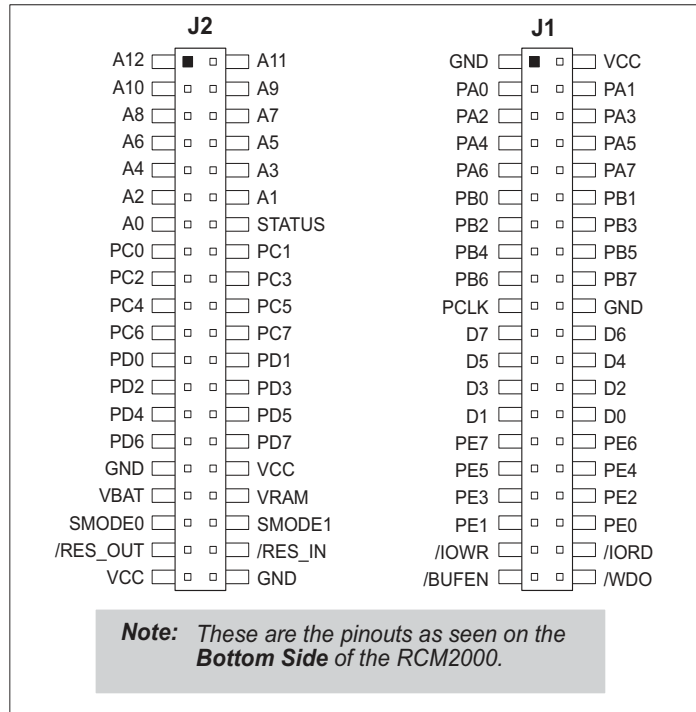 J2 J1
A12 A11 GND VCC
A10 A9 PA0 PA1
A8 A7 PA2 PA3
A6 A5 PA4 PA5
A4 A3 PA6 PA7
A2 A1 PB0 PB1
A0 STATUS PB2 PB3
PC0 PC1 PB4 PB5
PC2 PC3 PB6 PB7
PC4 PC5 PCLK GND
PC6 PC7 D7 D6
PD0 PD1 D5 D4
PD2 PD3 D3 D2
PD4 PD5 D1 D0
PD6 PD7 PE7 PE6
GND VCC PE5 PE4
VBAT VRAM PE3 PE2
SMODE0 SMODE1 PE1 PE0
/RES_OUT /RES_IN /IOWR /IORD
VCC GND /BUFEN /WDO
Note: These are the pinouts as seen on the
Bottom Side of the RCM2000.